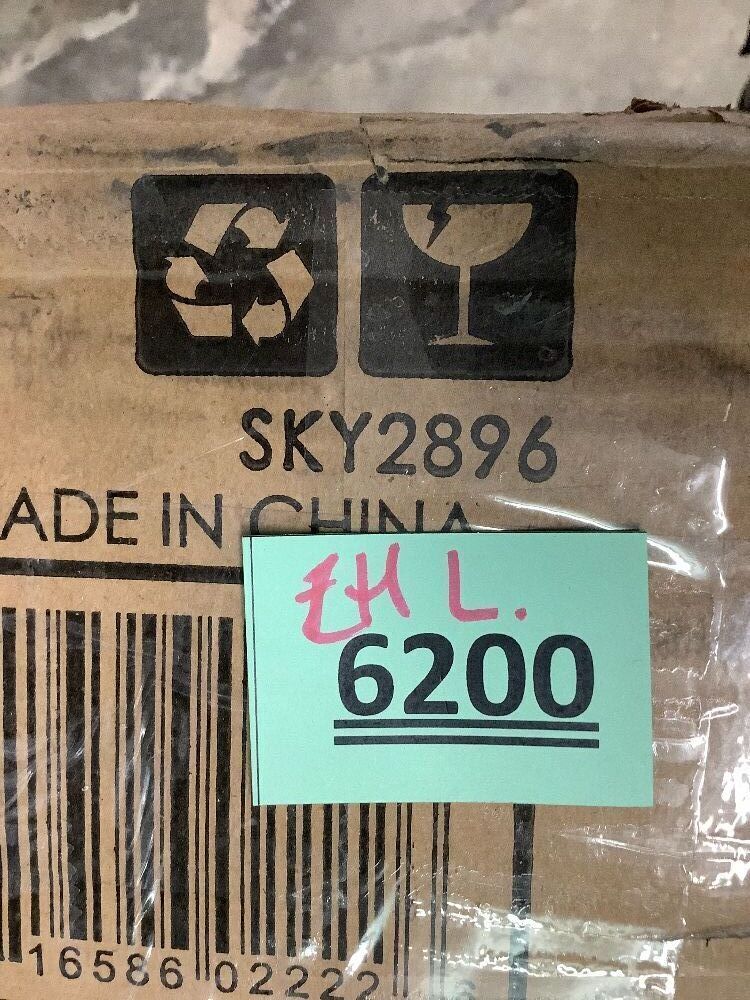 SKY2896
ADE IN CHINA
EH L.
6200
16586 02222